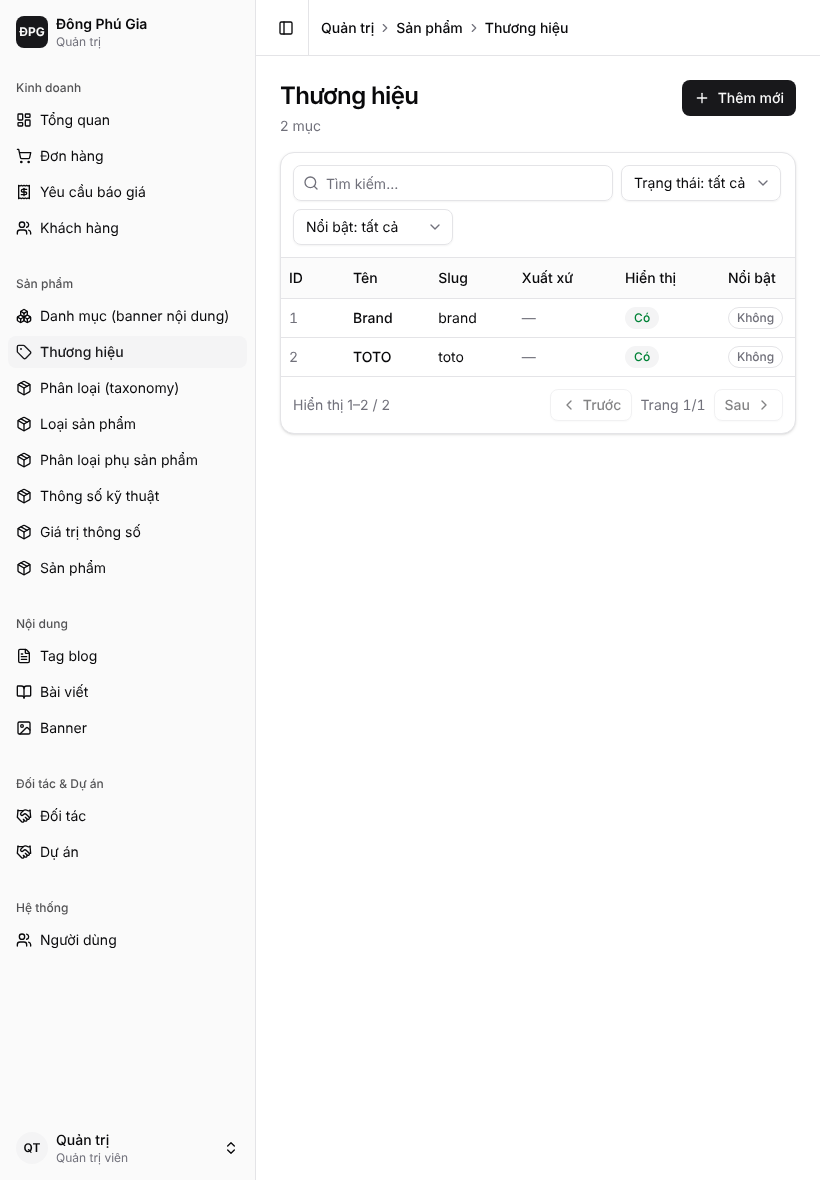 ĐPG
Đông Phú Gia
Quản trị
Kinh doanh
Tổng quan
Đơn hàng
Yêu cầu báo giá
Khách hàng
Sản phẩm
Danh mục (banner nội dung)
Thương hiệu
Phân loại (taxonomy)
Loại sản phẩm
Phân loại phụ sản phẩm
Thông số kỹ thuật
Giá trị thông số
Sản phẩm
Nội dung
Tag blog
Bài viết
Banner
Đối tác & Dự án
Đối tác
Dự án
Hệ thống
Người dùng
QT
Quản trị
Quản trị viên
Quản trị > Sản phẩm > Thương hiệu
Thương hiệu
2 mục
Thêm mới
Tìm kiếm...
Trạng thái: tất cả
Nổi bật: tất cả
ID Tên Slug Xuất xứ Hiển thị Nổi bật
1 Brand brand — Có Không
2 TOTO toto — Có Không
Hiển thị 1–2 / 2
Trước Trang 1/1 Sau